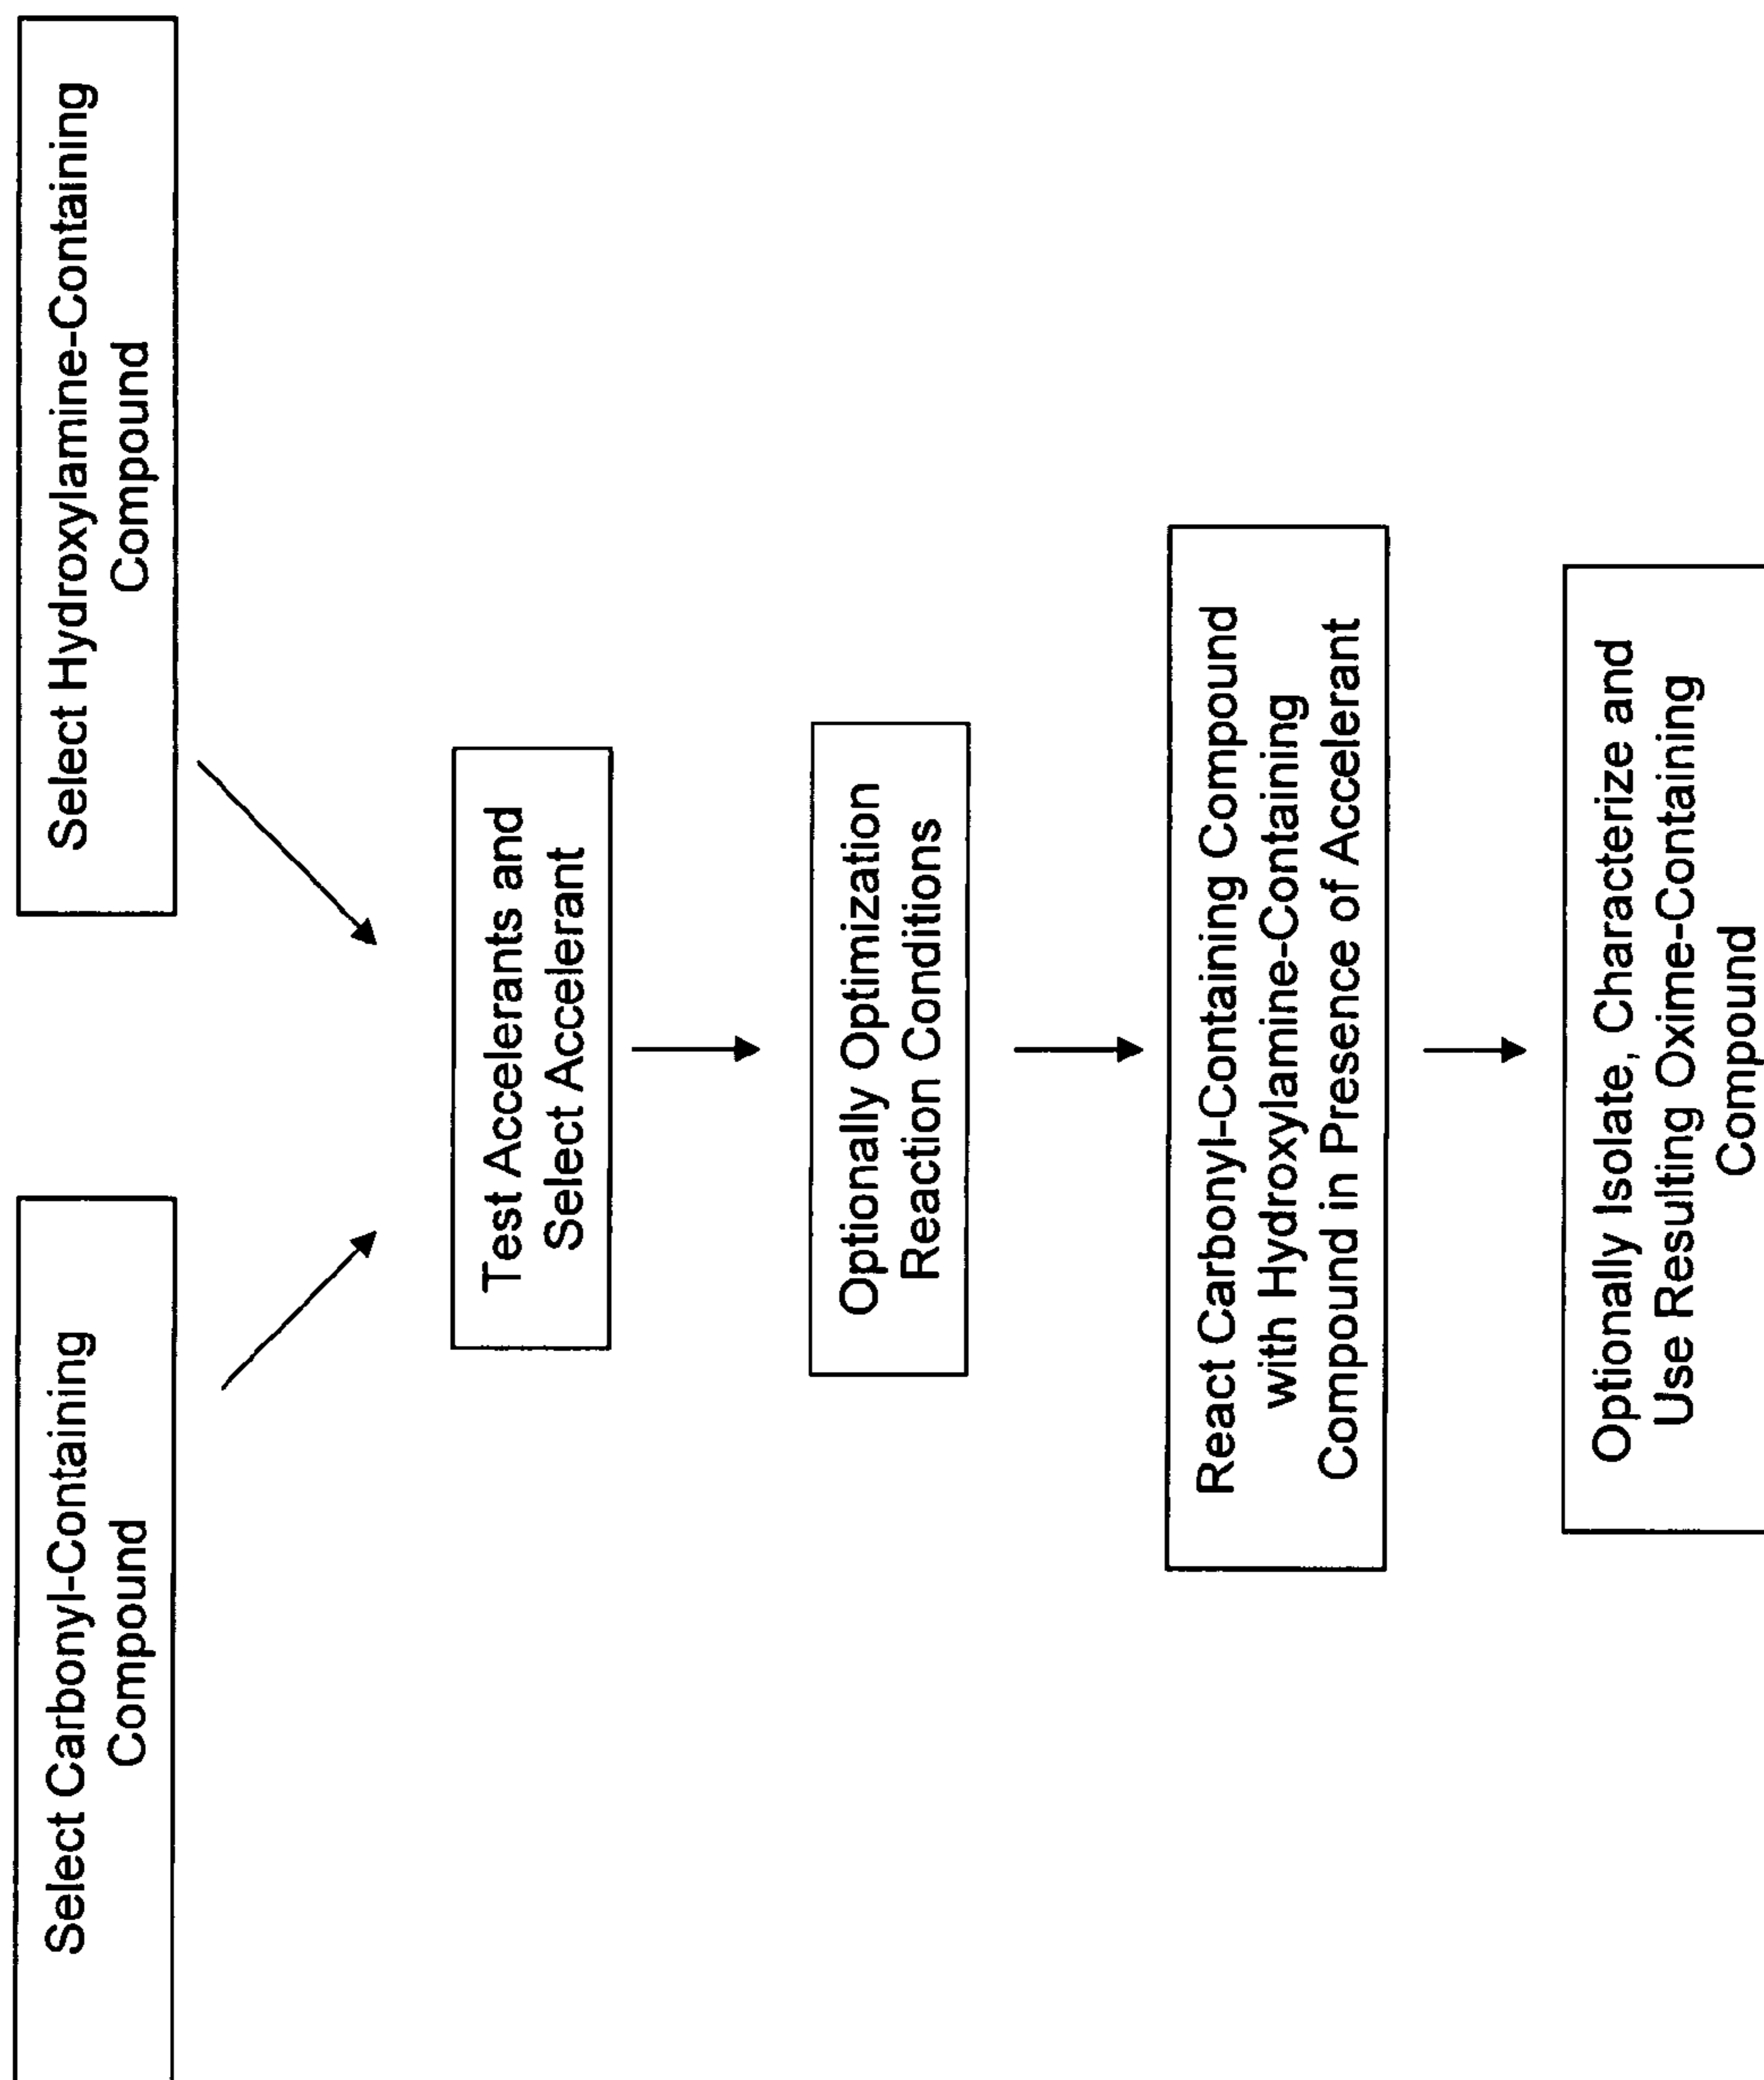 Select Carbonyl-Containing
Compound
Select Hydroxylamine-Containing
Compound
Test Accelerants and
Select Accelerant
Optionally Optimization
Reaction Conditions
React Carbonyl-Containing Compound
with Hydroxylamine-Containing
Compound in Presence of Accelerant
Optionally Isolate, Characterize and
Use Resulting Oxime-Containing
Compound